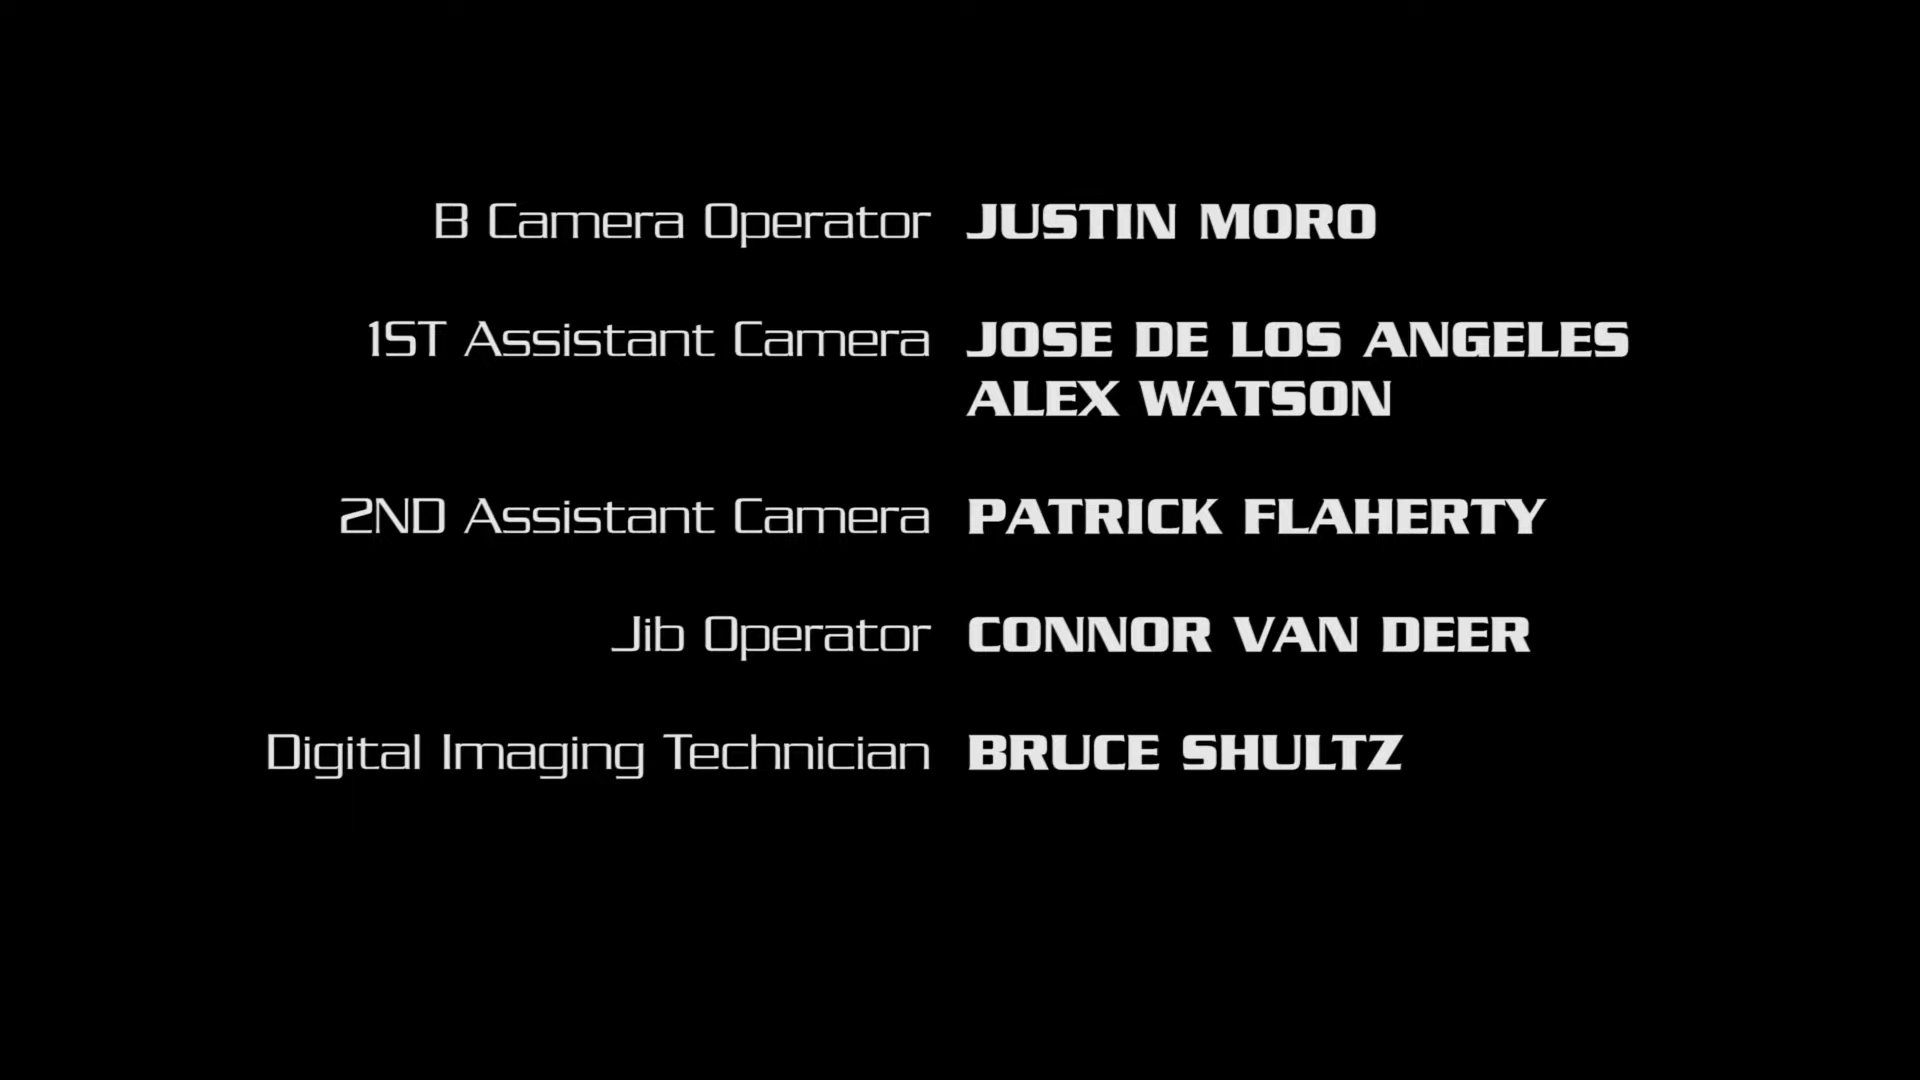 B Camera Operator JUSTIN MORO
1ST Assistant Camera JOSE DE LOS ANGELES
ALEX WATSON
2ND Assistant Camera PATRICK FLAHERTY
Jib Operator CONNOR VAN DEER
Digital Imaging Technician BRUCE SHULTZ